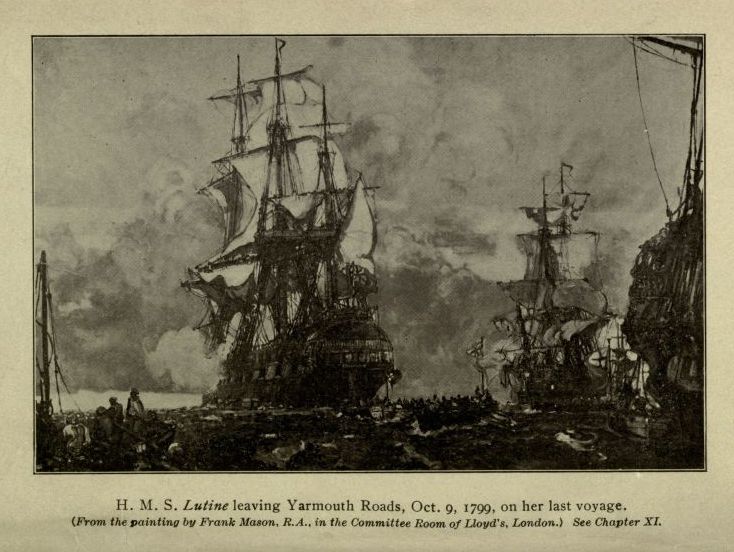 H. M. S. Lutine leaving Yarmouth Roads, Oct. 9, 1799, on her last voyage.
(From the painting by Frank Mason, R.A., in the Committee Room of Lloyd's, London.) See Chapter XI.